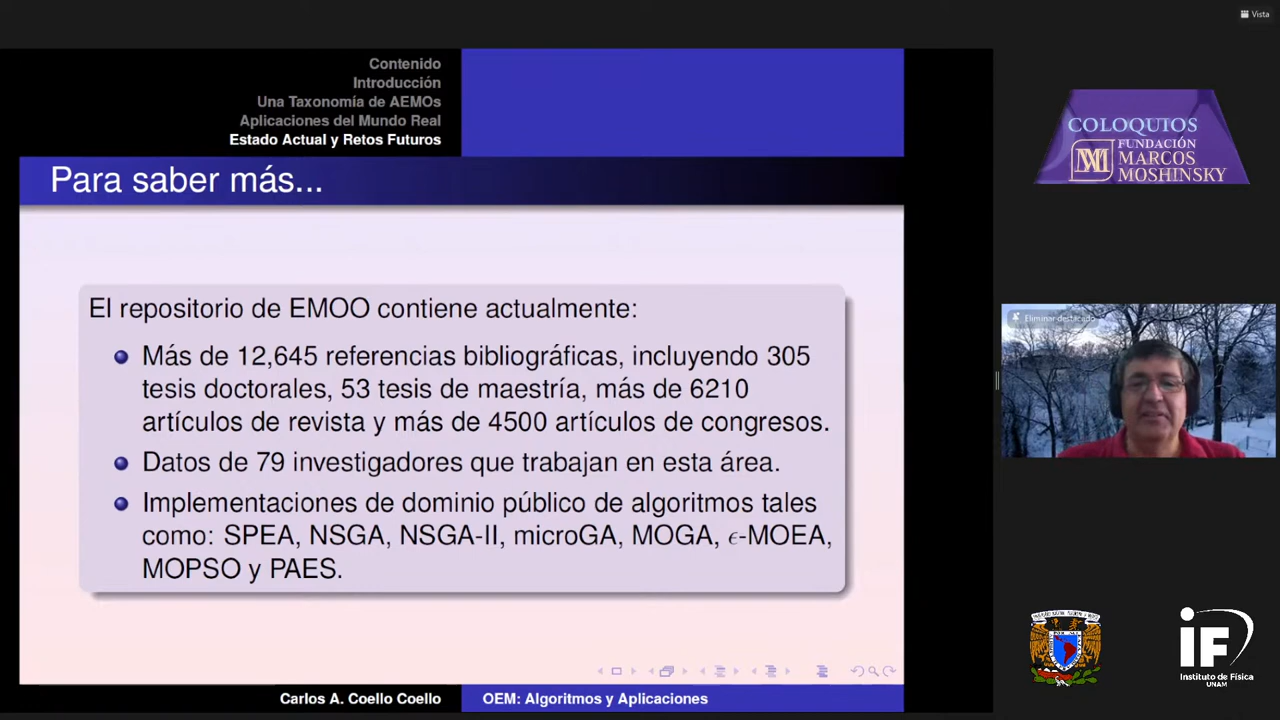 Vista
Contenido
Introducción
Una Taxonomía de AEMOs
Aplicaciones del Mundo Real
Estado Actual y Retos Futuros
Para saber más...
El repositorio de EMOO contiene actualmente:
Más de 12,645 referencias bibliográficas, incluyendo 305
tesis doctorales, 53 tesis de maestría, más de 6210
artículos de revista y más de 4500 artículos de congresos.
Datos de 79 investigadores que trabajan en esta área.
Implementaciones de dominio público de algoritmos tales
como: SPEA, NSGA, NSGA-II, microGA, MOGA, ϵ-MOEA,
MOPSO y PAES.
Carlos A. Coello Coello
OEM: Algoritmos y Aplicaciones
COLOQUIOS
FUNDACIÓN
MARCOS
MOSHINSKY
Eliminar destacado
iF
Instituto de Física
UNAM